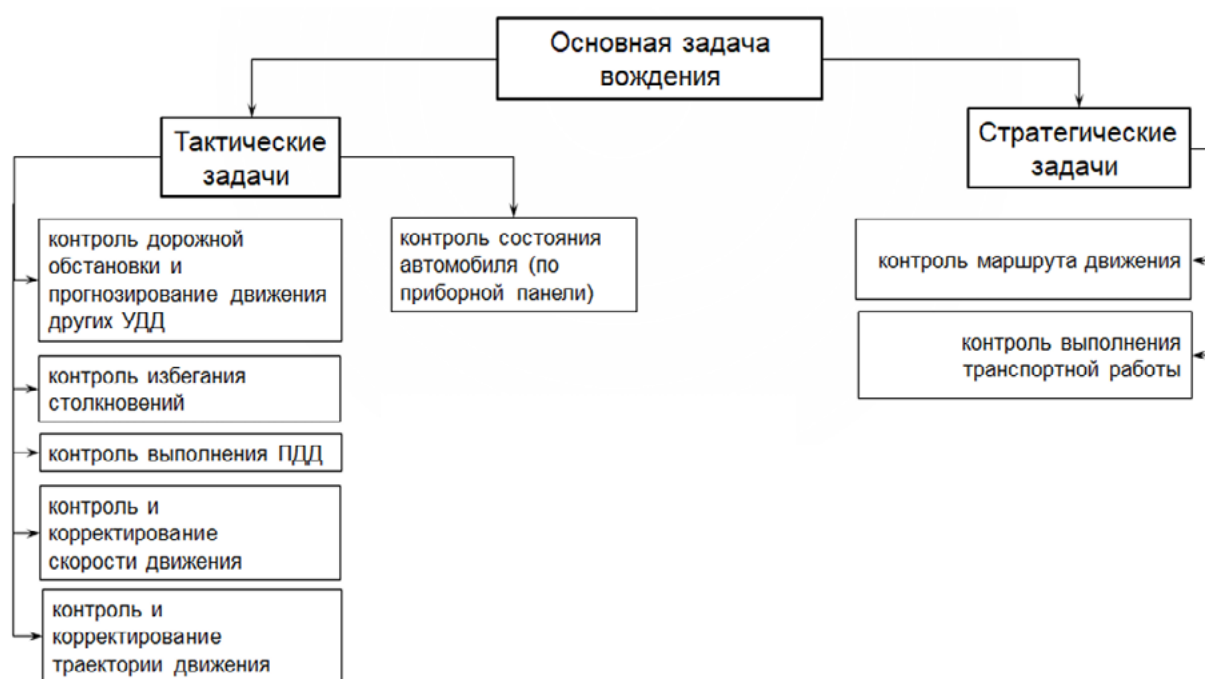 Основная задача
вождения
Тактические
задачи
Стратегические
задачи
контроль дорожной
обстановки и
прогнозирование движения
других УДД
контроль состояния
автомобиля (по
приборной панели)
контроль маршрута движения
контроль выполнения
транспортной работы
контроль избегания
столкновений
контроль выполнения ПДД
контроль и
корректирование
скорости движения
контроль и
корректирование
траектории движения